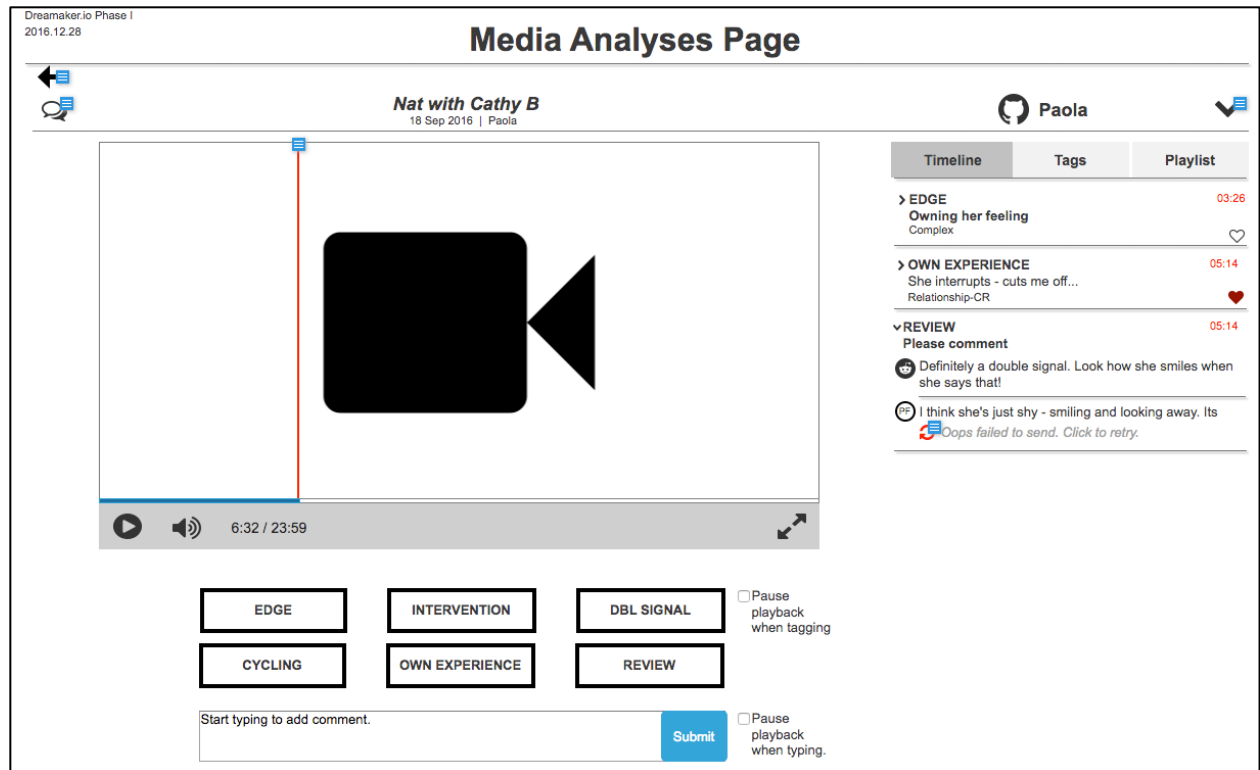 Dreamaker.io Phase I
2016.12.28
Media Analyses Page
Nat with Cathy B
18 Sep 2016 | Paola
Paola
Timeline
Tags
Playlist
EDGE
03:26
Owning her feeling
Complex
OWN EXPERIENCE
05:14
She interrupts - cuts me off...
Relationship-CR
REVIEW
05:14
Please comment
Definitely a double signal. Look how she smiles when
she says that!
PF
I think she's just shy - smiling and looking away. Its
Oops failed to send. Click to retry.
6:32 / 23:59
EDGE
INTERVENTION
DBL SIGNAL
Pause
playback
when tagging
CYCLING
OWN EXPERIENCE
REVIEW
Start typing to add comment.
Submit
Pause
playback
when typing.